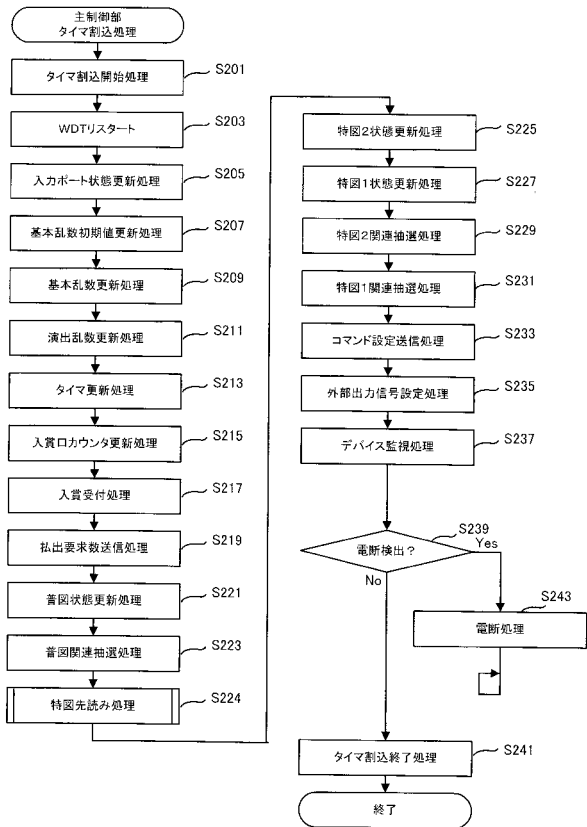 主制御部
タイマ割込処理
タイマ割込開始処理
S201
WDTリスタート
S203
入力ポート状態更新処理
S205
基本乱数初期値更新処理
S207
基本乱数更新処理
S209
演出乱数更新処理
S211
タイマ更新処理
S213
入賞口カウンタ更新処理
S215
入賞受付処理
S217
払出要求数送信処理
S219
普図状態更新処理
S221
普図関連抽選処理
S223
特図先読み処理
S224
特図2状態更新処理
S225
特図1状態更新処理
S227
特図2関連抽選処理
S229
特図1関連抽選処理
S231
コマンド設定送信処理
S233
外部出力信号設定処理
S235
デバイス監視処理
S237
電断検出?
S239
Yes
No
電断処理
S243
タイマ割込終了処理
S241
終了